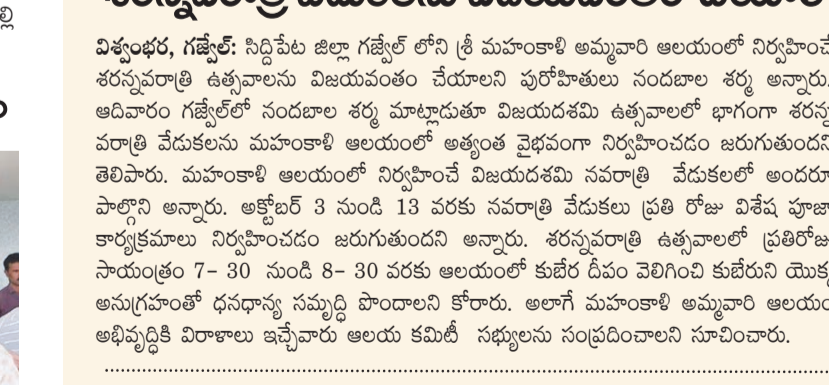 ల్లి
విశ్వంభర, గజ్వేల్: సిద్దిపేట జిల్లా గజ్వేల్ లోని శ్రీ మహంకాళి అమ్మవారి ఆలయంలో నిర్వహించే
శరన్నవరాత్రి ఉత్సవాలను విజయవంతం చేయాలని పురోహితులు నందబాల శర్మ అన్నారు.
ఆదివారం గజ్వేల్‌లో నందబాల శర్మ మాట్లాడుతూ విజయదశమి ఉత్సవాలలో భాగంగా శరన్న
వరాత్రి వేడుకలను మహంకాళి ఆలయంలో అత్యంత వైభవంగా నిర్వహించడం జరుగుతుందని
తెలిపారు. మహంకాళి ఆలయంలో నిర్వహించే విజయదశమి నవరాత్రి వేడుకలలో అందరూ
పాల్గొని అన్నారు. అక్టోబర్ 3 నుండి 13 వరకు నవరాత్రి వేడుకలు ప్రతి రోజు విశేష పూజా
కార్యక్రమాలు నిర్వహించడం జరుగుతుందని అన్నారు. శరన్నవరాత్రి ఉత్సవాలలో ప్రతిరోజు
సాయంత్రం 7- 30 నుండి 8- 30 వరకు ఆలయంలో కుబేర దీపం వెలిగించి కుబేరుని యొక్క
అనుగ్రహంతో ధనధాన్య సమృద్ధి పొందాలని కోరారు. అలాగే మహంకాళి అమ్మవారి ఆలయం
అభివృద్ధికి విరాళాలు ఇచ్చేవారు ఆలయ కమిటీ సభ్యులను సంప్రదించాలని సూచించారు.